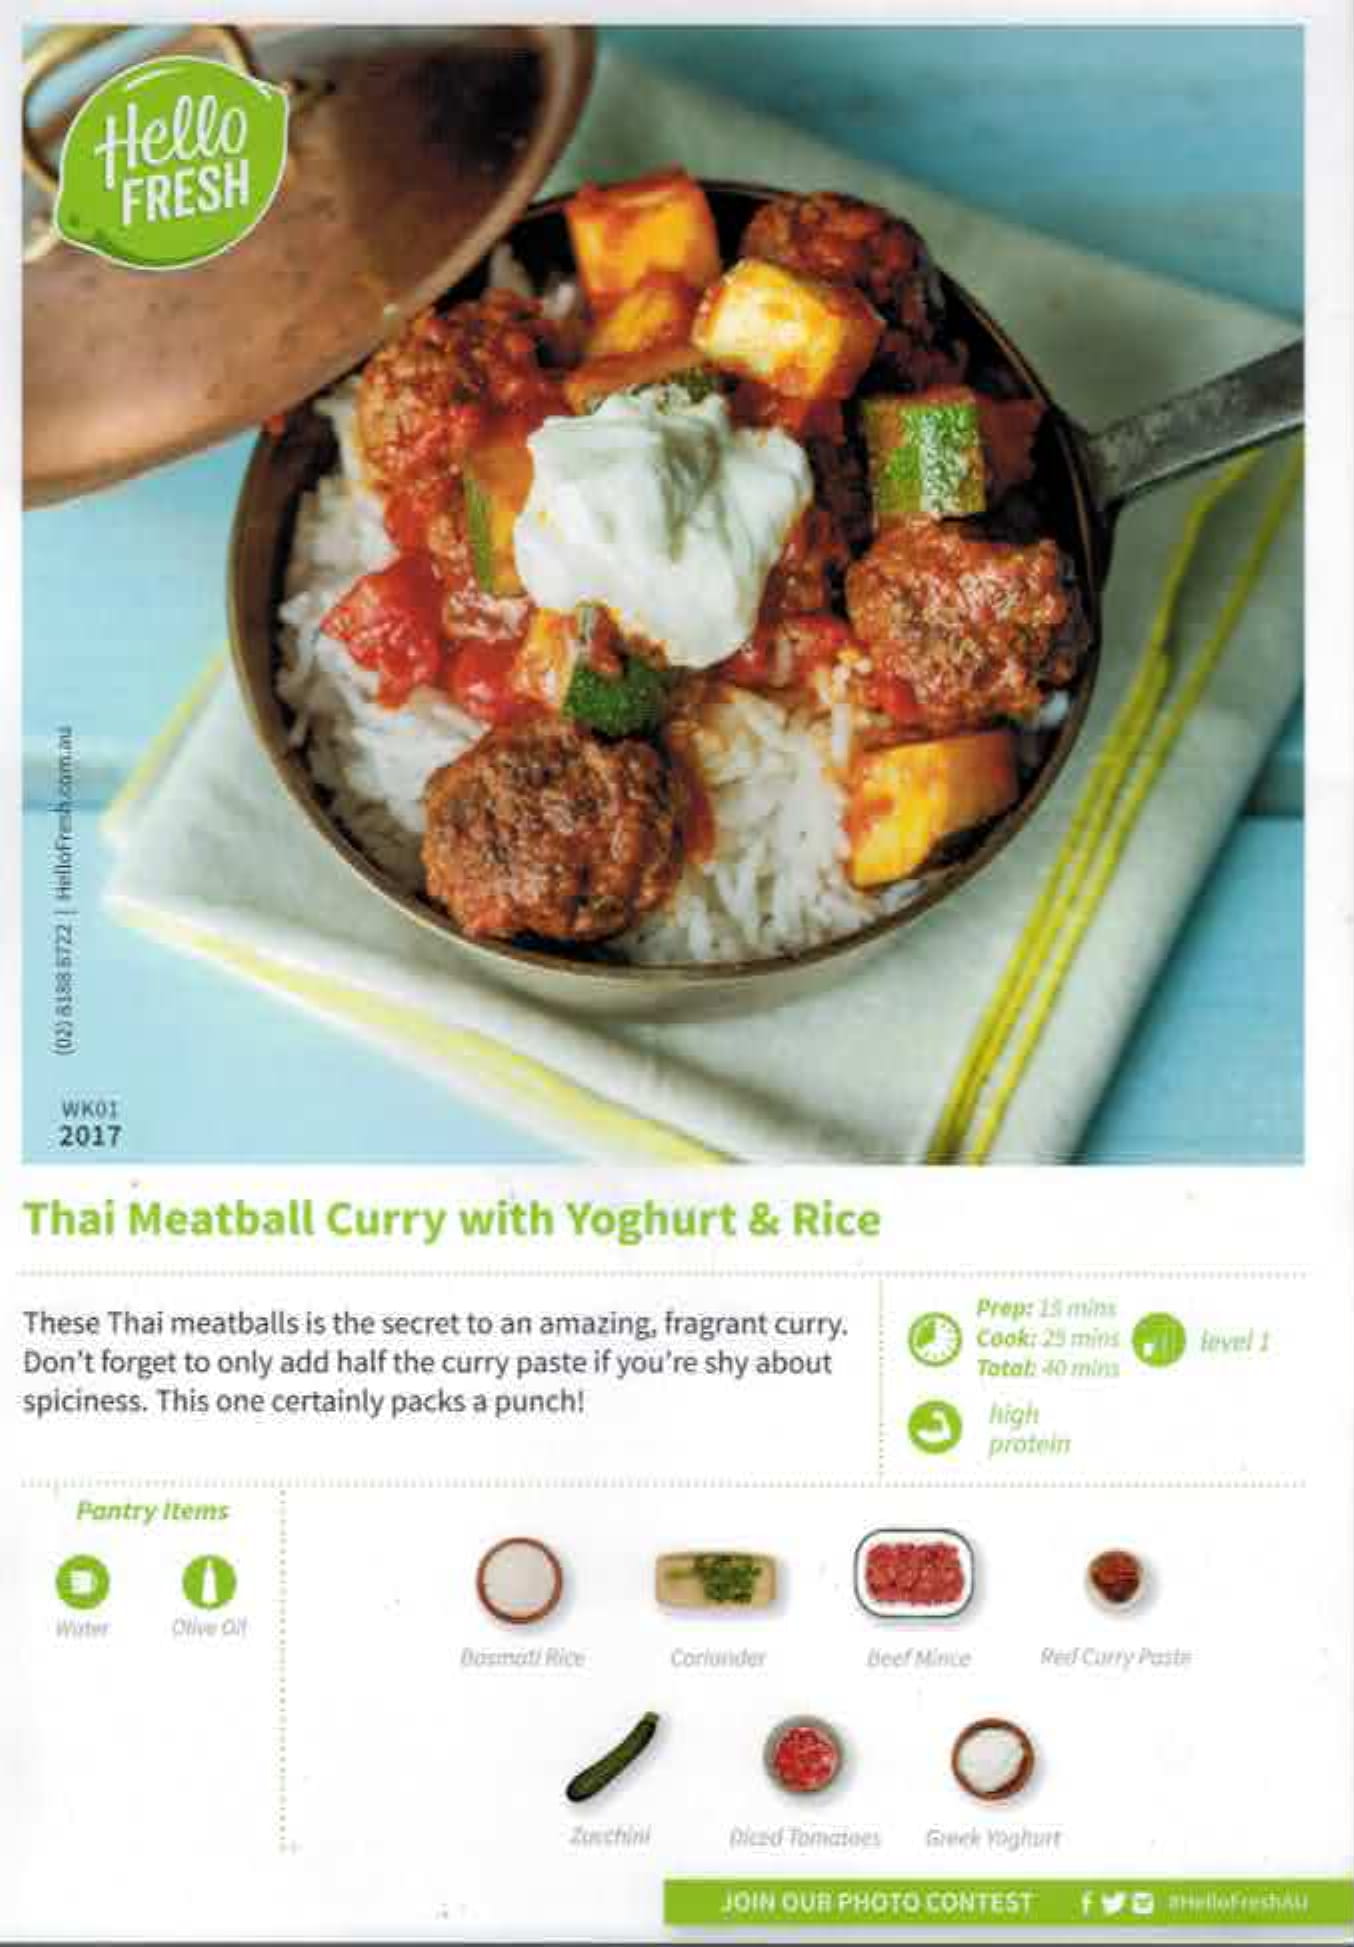 Hello
FRESH
(02) 8188 8722 | HelloFresh.com.au
WK01
2017
Thai Meatball Curry with Yoghurt & Rice
These Thai meatballs is the secret to an amazing, fragrant curry.
Don't forget to only add half the curry paste if you're shy about
spiciness. This one certainly packs a punch!
Prep: 15 mins
Cook: 25 mins
Total: 40 mins
level 1
high
protein
Pantry Items
Water
Olive Oil
Basmati Rice
Coriander
Beef Mince
Red Curry Paste
Zucchini
Diced Tomatoes
Greek Yoghurt
JOIN OUR PHOTO CONTEST
#HelloFreshAU